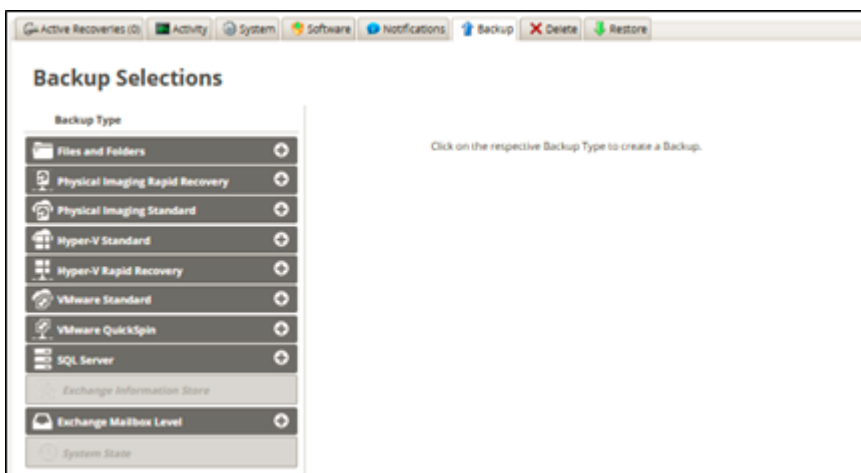 Active Recoveries (0) Activity System Software Notifications Backup Delete Restore
Backup Selections
Backup Type
Click on the respective Backup Type to create a Backup.
Files and Folders
Physical Imaging Rapid Recovery
Physical Imaging Standard
Hyper-V Standard
Hyper-V Rapid Recovery
VMware Standard
VMware QuickSpin
SQL Server
Exchange Information Store
Exchange Mailbox Level
System State